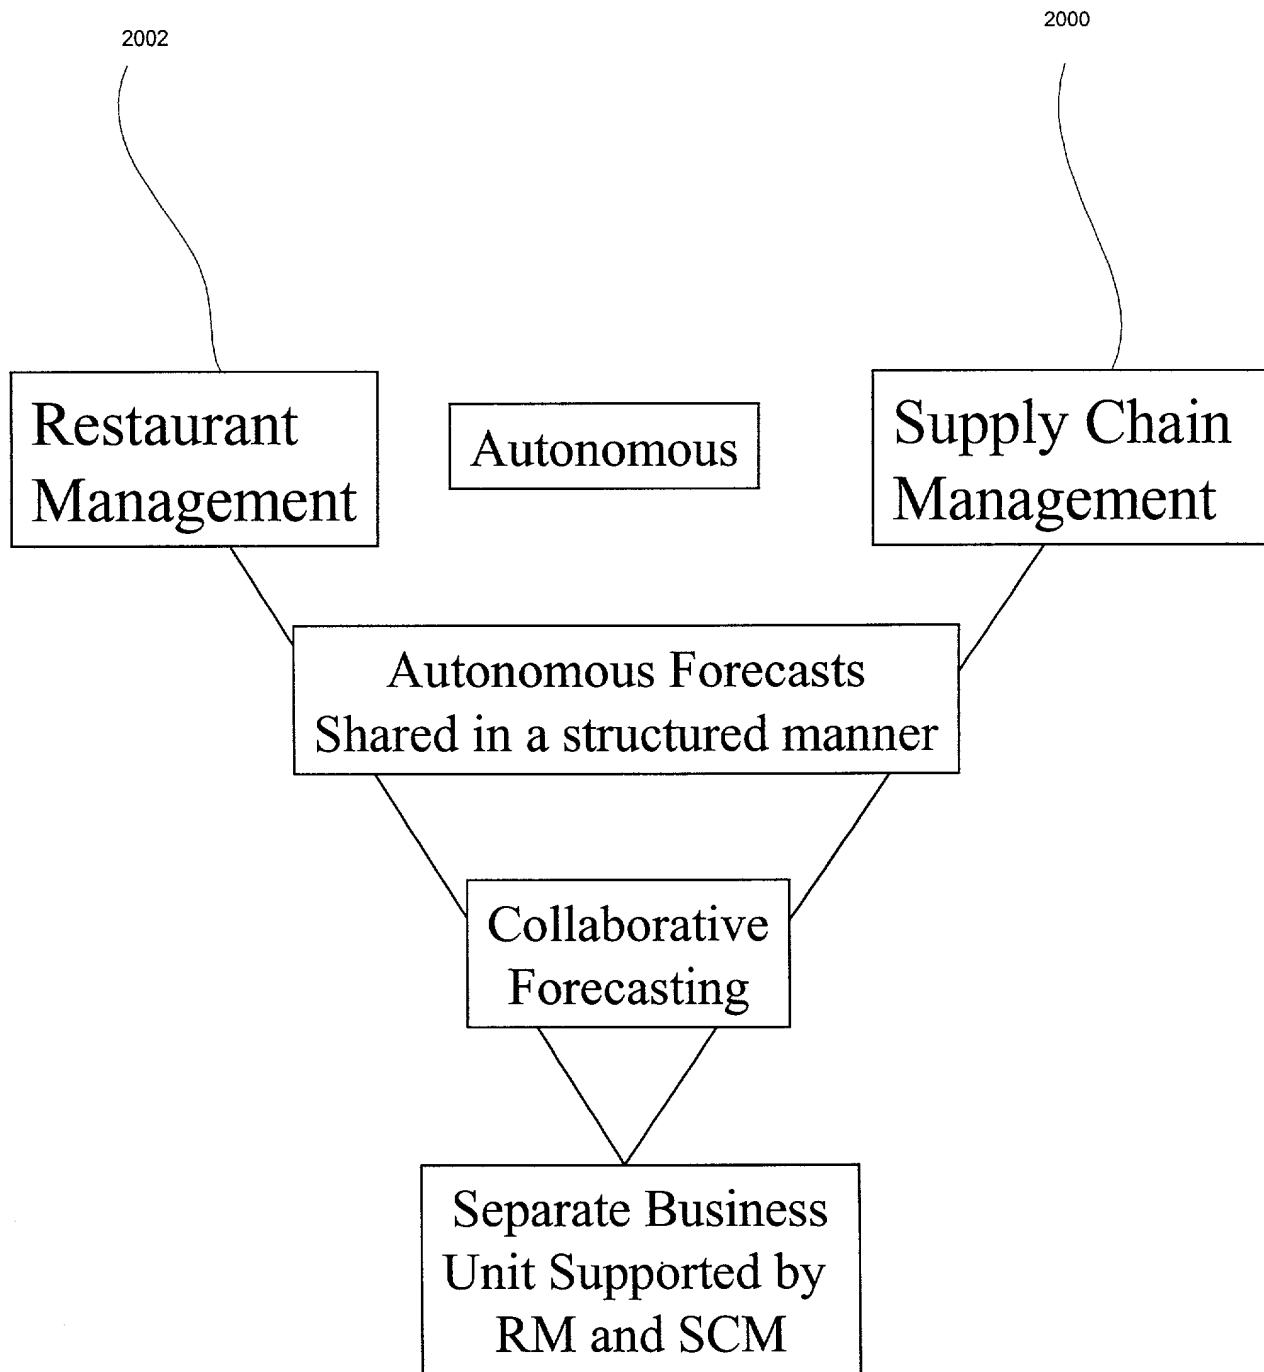 2002
2000
Restaurant
Management
Autonomous
Supply Chain
Management
Autonomous Forecasts
Shared in a structured manner
Collaborative
Forecasting
Separate Business
Unit Supported by
RM and SCM